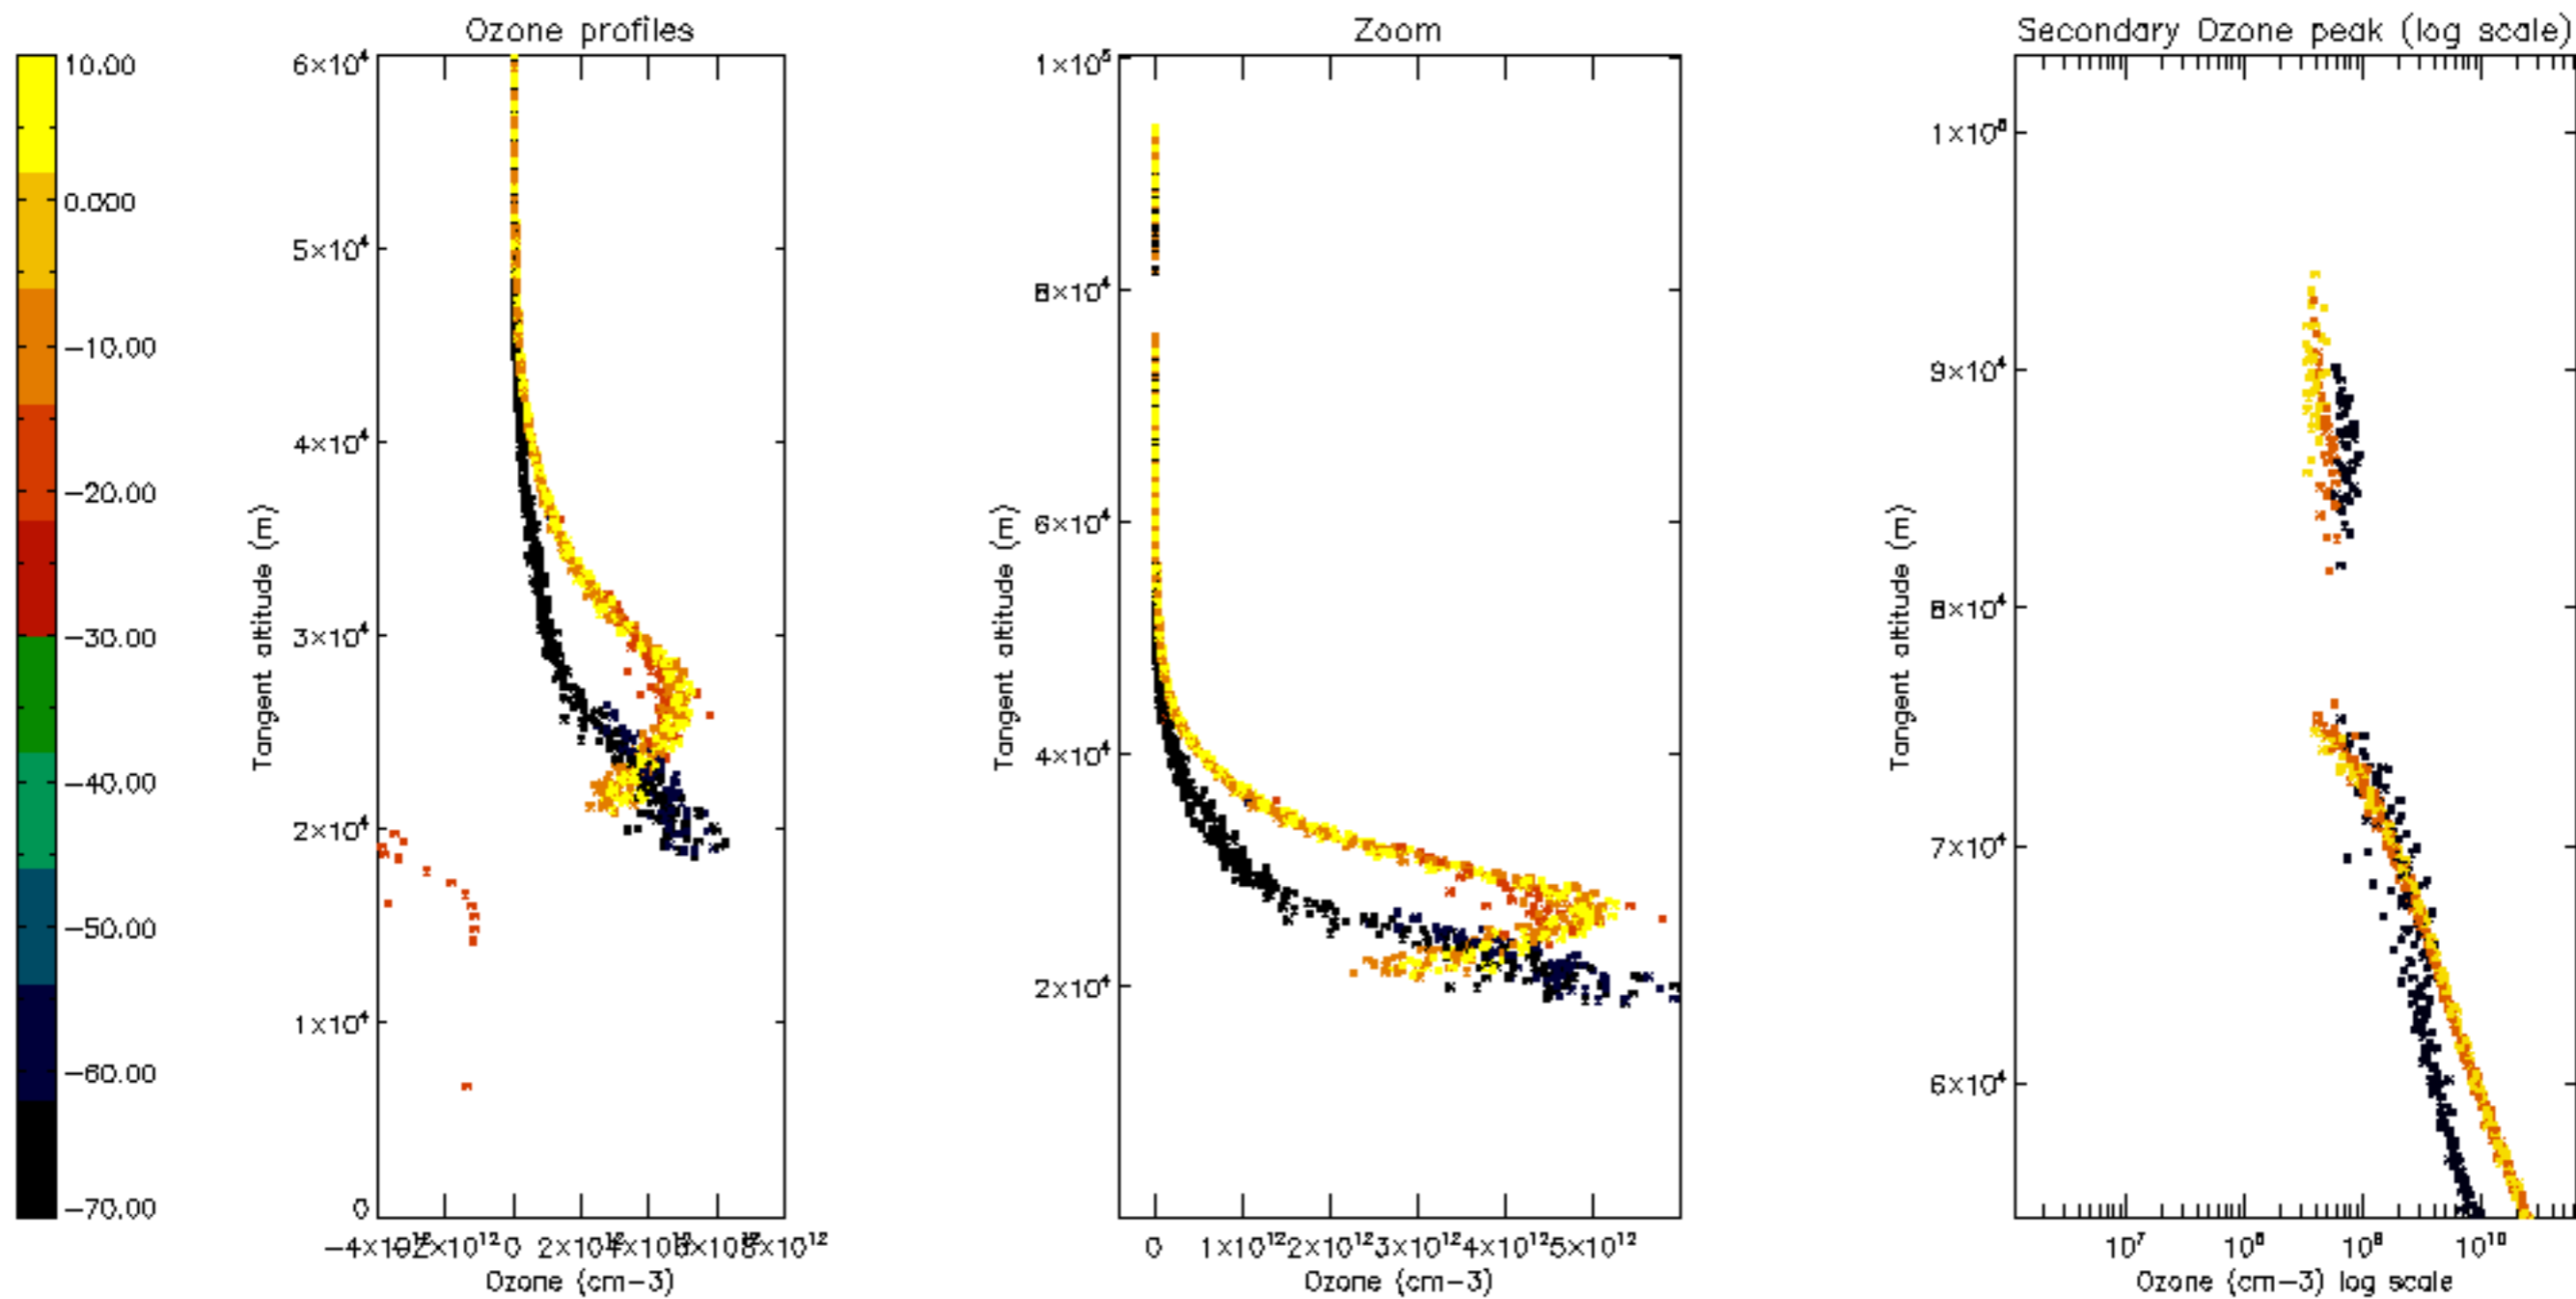 Ozone profiles
Zoom
Secondary Ozone peak (log scale)
10.00
0.000
−10.00
−20.00
−30.00
−40.00
−50.00
−60.00
−70.00
6×10⁴
5×10⁴
4×10⁴
3×10⁴
2×10⁴
1×10⁴
0
Tangent altitude (m)
0 2×10¹²
Ozone (cm−3)
1×10⁵
8×10⁴
6×10⁴
4×10⁴
2×10⁴
Tangent altitude (m)
0 1×10¹² 2×10¹² 3×10¹² 4×10¹² 5×10¹²
Ozone (cm−3)
1×10⁵
9×10⁴
8×10⁴
7×10⁴
6×10⁴
Tangent altitude (m)
10⁷ 10⁸ 10⁹ 10¹⁰
Ozone (cm−3) log scale